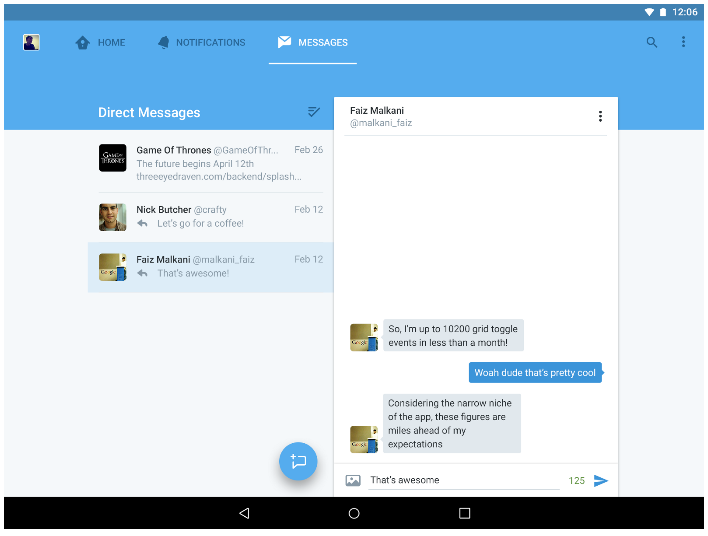 12:06
HOME
NOTIFICATIONS
MESSAGES
Direct Messages
Game Of Thrones @GameOfThr... Feb 26
The future begins April 12th
threeeyedraven.com/backend/splash...
Nick Butcher @crafty Feb 12
Let's go for a coffee!
Faiz Malkani @malkani_faiz Feb 12
That's awesome!
Faiz Malkani
@malkani_faiz
So, I'm up to 10200 grid toggle
events in less than a month!
Woah dude that's pretty cool
Considering the narrow niche
of the app, these figures are
miles ahead of my
expectations
That's awesome
125
GAME OF
THRONES
Google
Google
Google